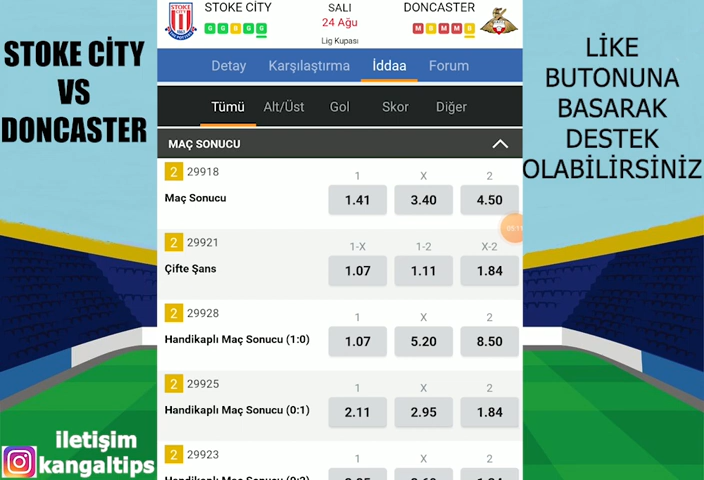 STOKE CİTY
VS
DONCASTER
STOKE CITY
G G G G G
SALI
24 Ağu
Lig Kupası
DONCASTER
M B M M B
Detay Karşılaştırma İddaa Forum
Tümü Alt/Üst Gol Skor Diğer
MAÇ SONUCU
2 29918
Maç Sonucu
1 X 2
1.41 3.40 4.50
2 29921
Çifte Şans
1-X 1-2 X-2
1.07 1.11 1.84
2 29928
Handikaplı Maç Sonucu (1:0)
1 X 2
1.07 5.20 8.50
2 29925
Handikaplı Maç Sonucu (0:1)
1 X 2
2.11 2.95 1.84
2 29923
1 X 2
LİKE
BUTONUNA
BASARAK
DESTEK
OLABİLİRSİNİZ
iletişim
kangaltips